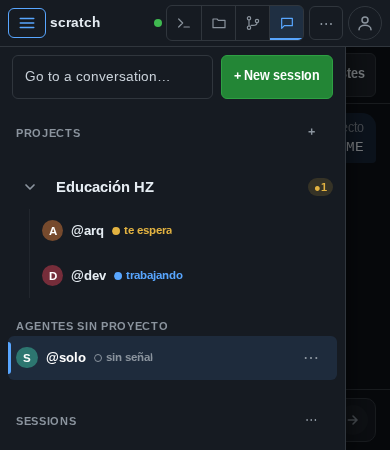 scratch
Go to a conversation…
+ New session
PROJECTS
Educación HZ
1
A @arq te espera
D @dev trabajando
AGENTES SIN PROYECTO
S @solo sin señal
SESSIONS